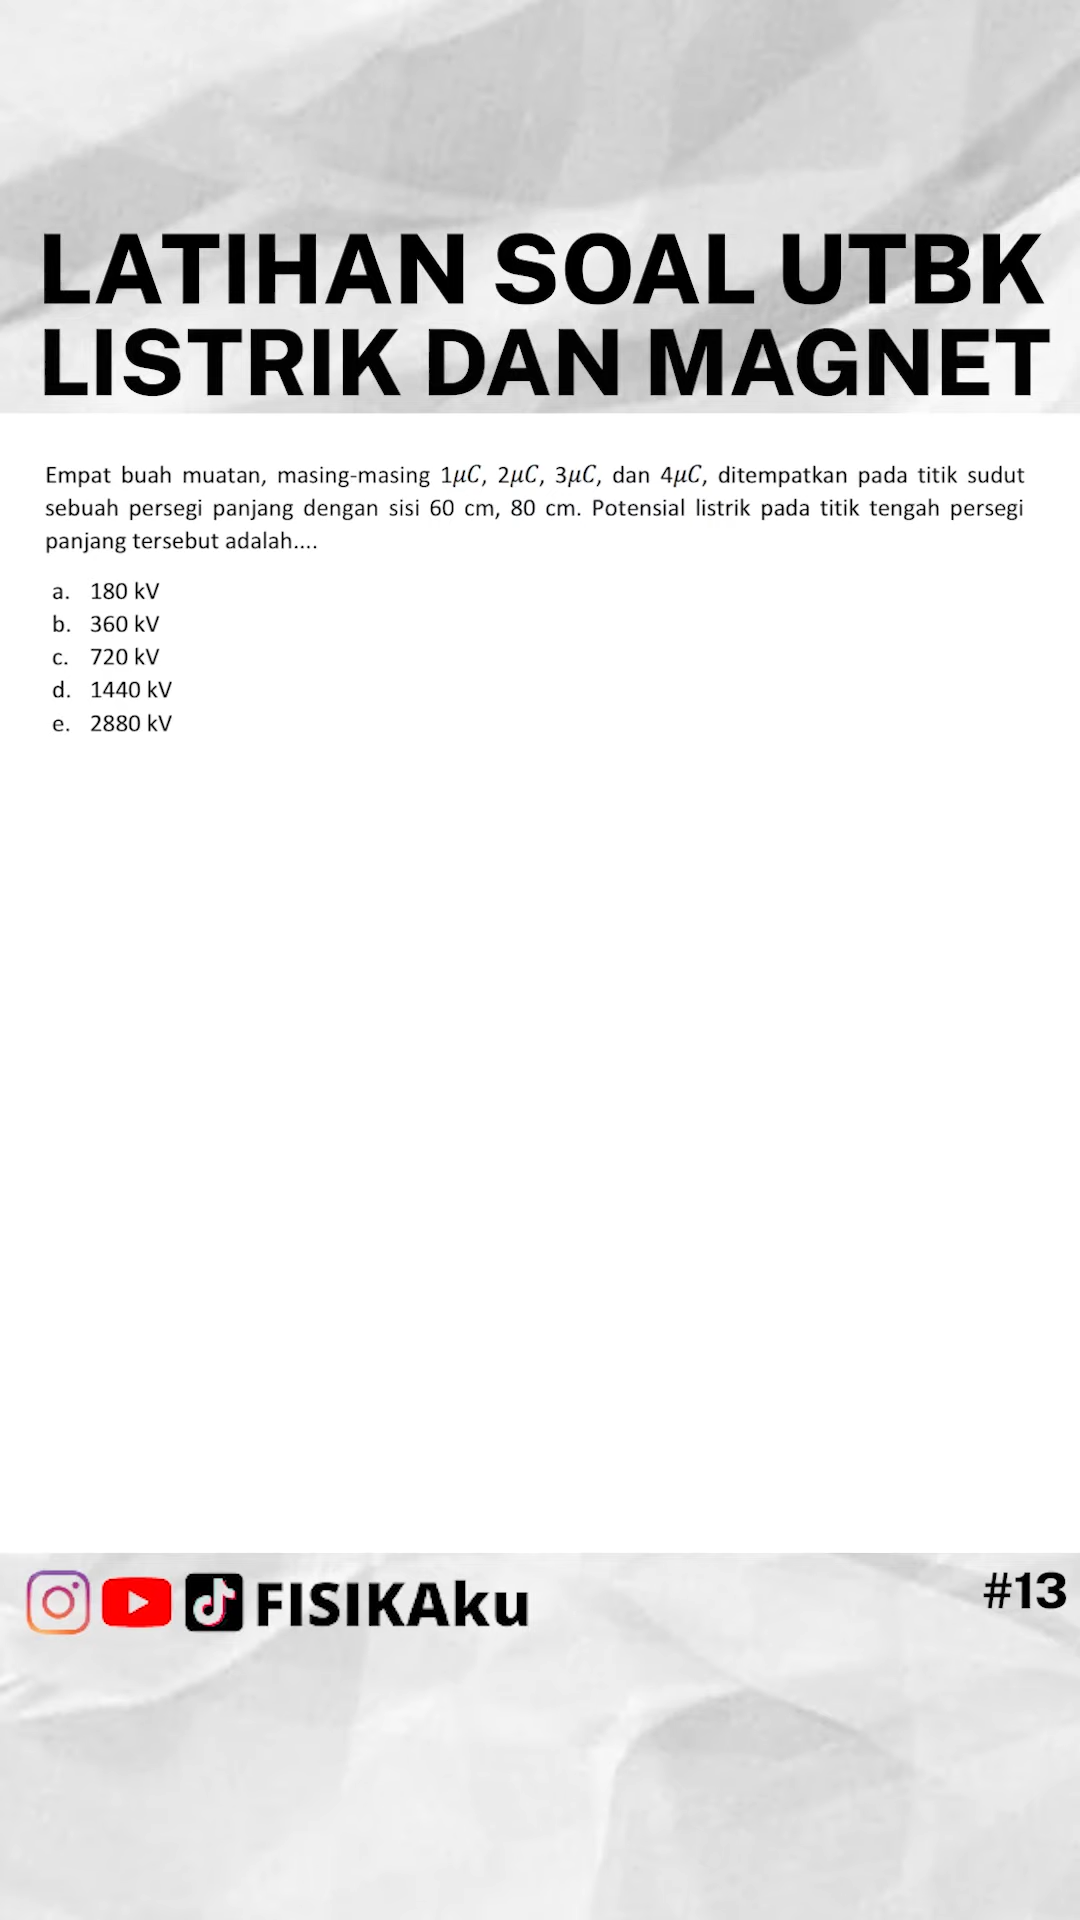 LATIHAN SOAL UTBK
LISTRIK DAN MAGNET
Empat buah muatan, masing-masing 1μC, 2μC, 3μC, dan 4μC, ditempatkan pada titik sudut
sebuah persegi panjang dengan sisi 60 cm, 80 cm. Potensial listrik pada titik tengah persegi
panjang tersebut adalah....
a. 180 kV
b. 360 kV
c. 720 kV
d. 1440 kV
e. 2880 kV
FISIKAku
#13